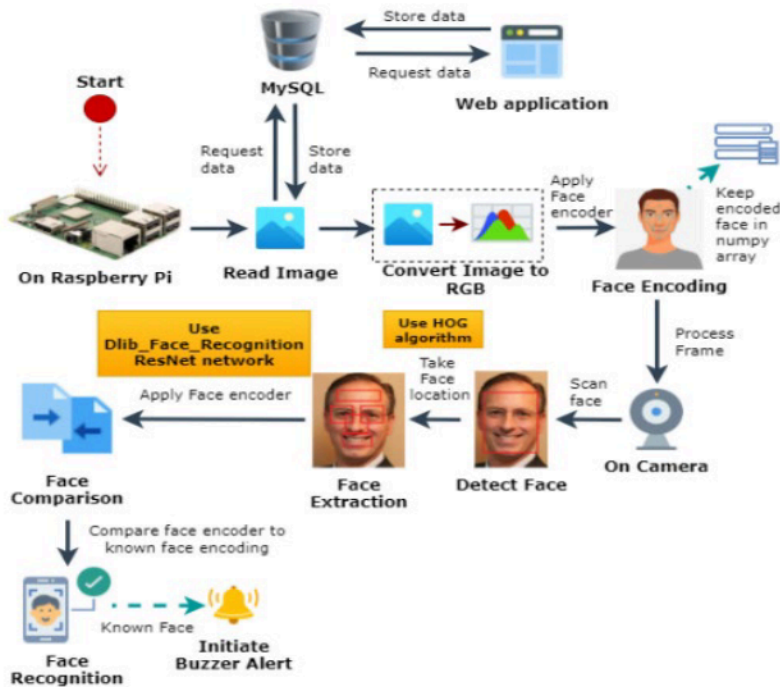 Store data
Request data
MySQL
Web application
Start
Request
data
Store
data
Apply
Face
encoder
Keep
encoded
face in
numpy
array
On Raspberry Pi
Read Image
Convert Image to
RGB
Face Encoding
Use
Dlib_Face_Recognition
ResNet network
Use HOG
algorithm
Process
Frame
Apply Face encoder
Take
Face
location
Scan
face
On Camera
Face
Comparison
Face
Extraction
Detect Face
Compare face encoder to
known face encoding
Known Face
Face
Recognition
Initiate
Buzzer Alert